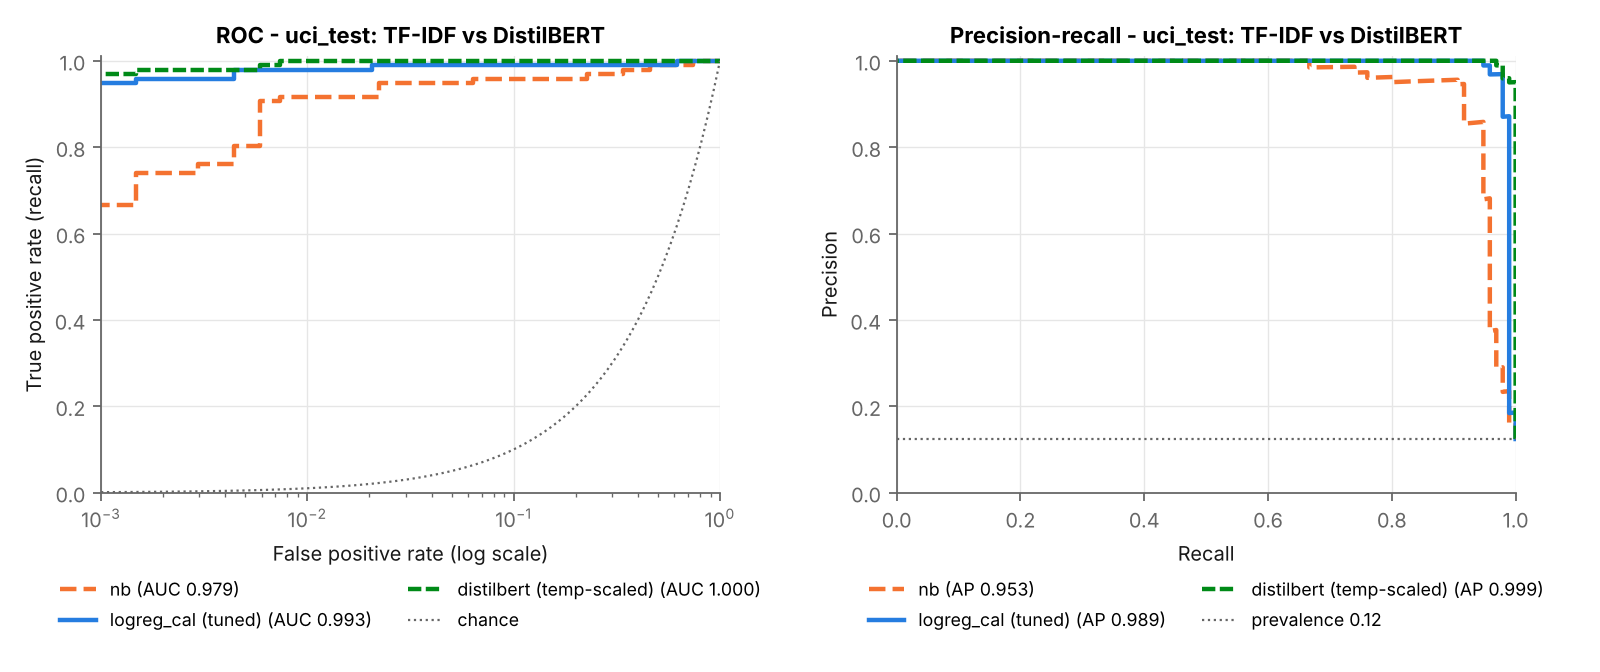 ROC - uci_test: TF-IDF vs DistilBERT
True positive rate (recall)
1.0
0.8
0.6
0.4
0.2
0.0
10⁻³
10⁻²
10⁻¹
10⁰
False positive rate (log scale)
nb (AUC 0.979)
logreg_cal (tuned) (AUC 0.993)
distilbert (temp-scaled) (AUC 1.000)
chance
Precision-recall - uci_test: TF-IDF vs DistilBERT
Precision
1.0
0.8
0.6
0.4
0.2
0.0
0.0
0.2
0.4
0.6
0.8
1.0
Recall
nb (AP 0.953)
logreg_cal (tuned) (AP 0.989)
distilbert (temp-scaled) (AP 0.999)
prevalence 0.12